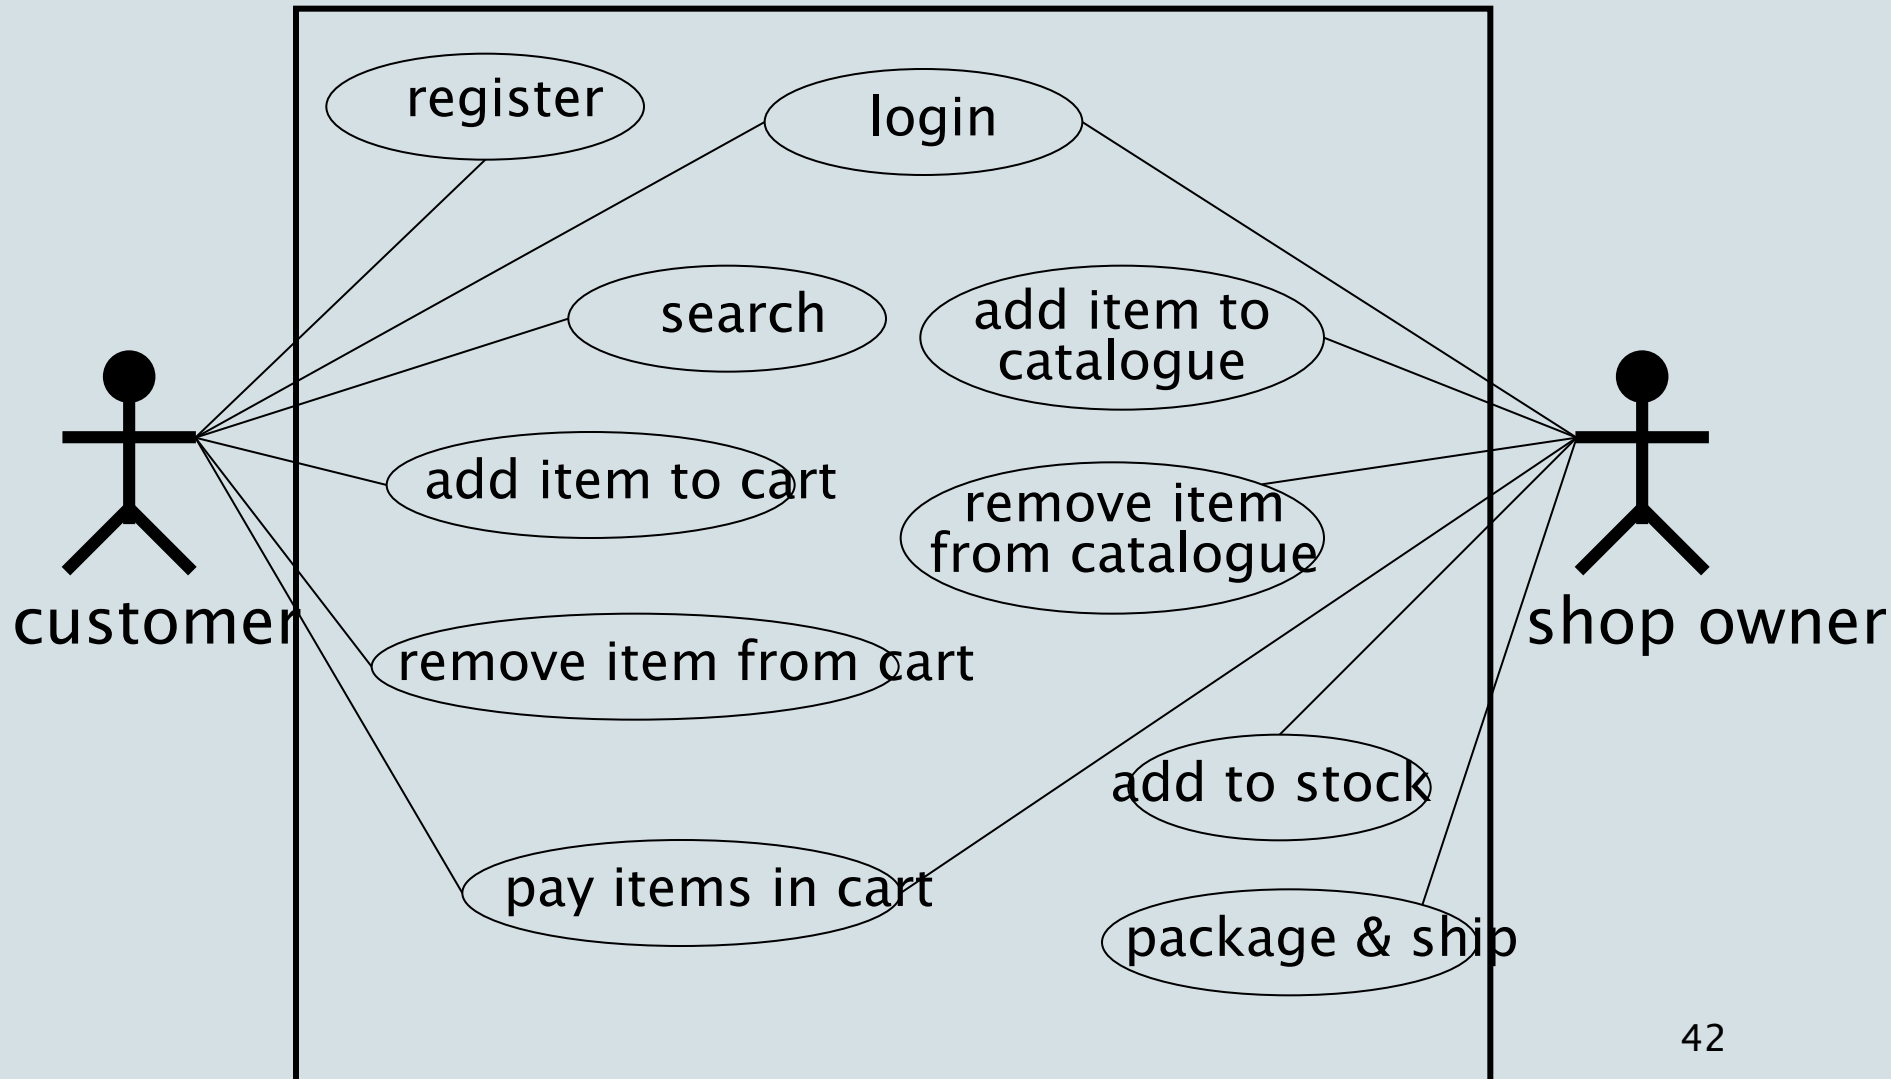 register
login
search
add item to
catalogue
add item to cart
remove item
from catalogue
customer
shop owner
remove item from cart
add to stock
pay items in cart
package & ship
42